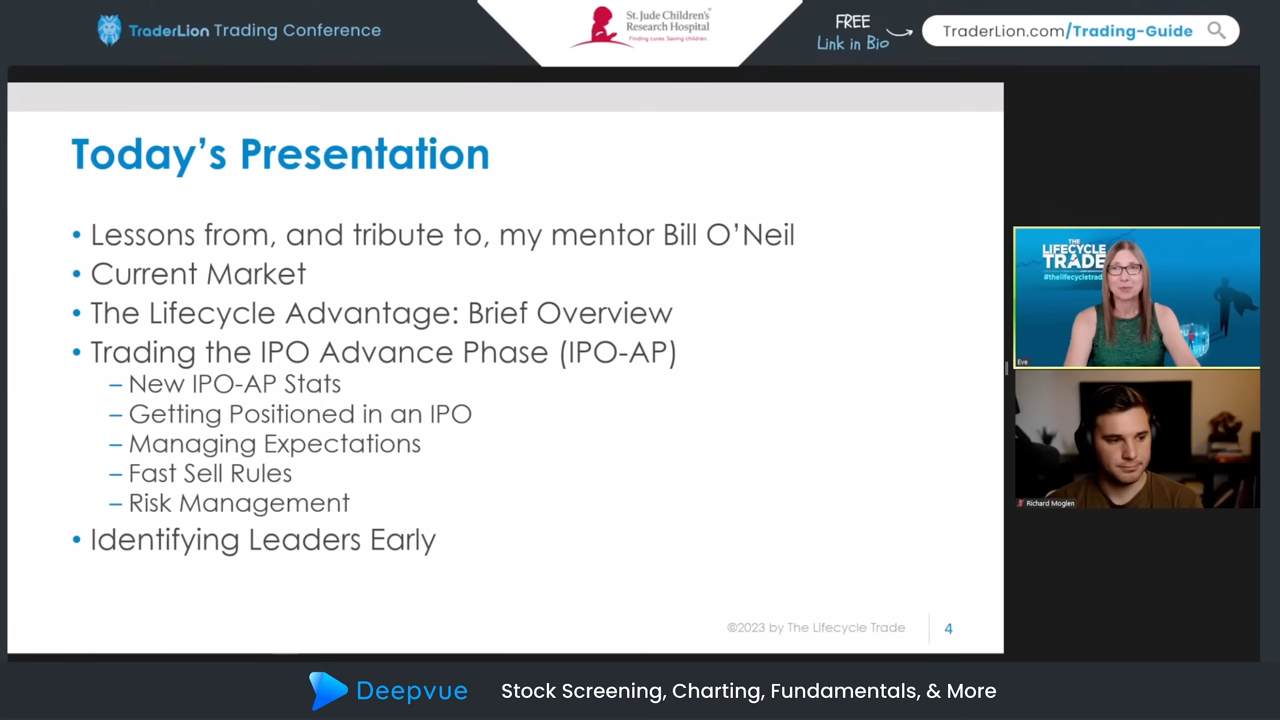 TraderLion Trading Conference
St. Jude Children's
Research Hospital
Finding cures. Saving children.
FREE
Link in Bio
TraderLion.com/Trading-Guide
Today's Presentation
• Lessons from, and tribute to, my mentor Bill O'Neil
• Current Market
• The Lifecycle Advantage: Brief Overview
• Trading the IPO Advance Phase (IPO-AP)
– New IPO-AP Stats
– Getting Positioned in an IPO
– Managing Expectations
– Fast Sell Rules
– Risk Management
• Identifying Leaders Early
©2023 by The Lifecycle Trade
4
THE
LIFECYCLE
TRADE
#thelifecycletrad
Eve
Richard Moglen
Deepvue
Stock Screening, Charting, Fundamentals, & More